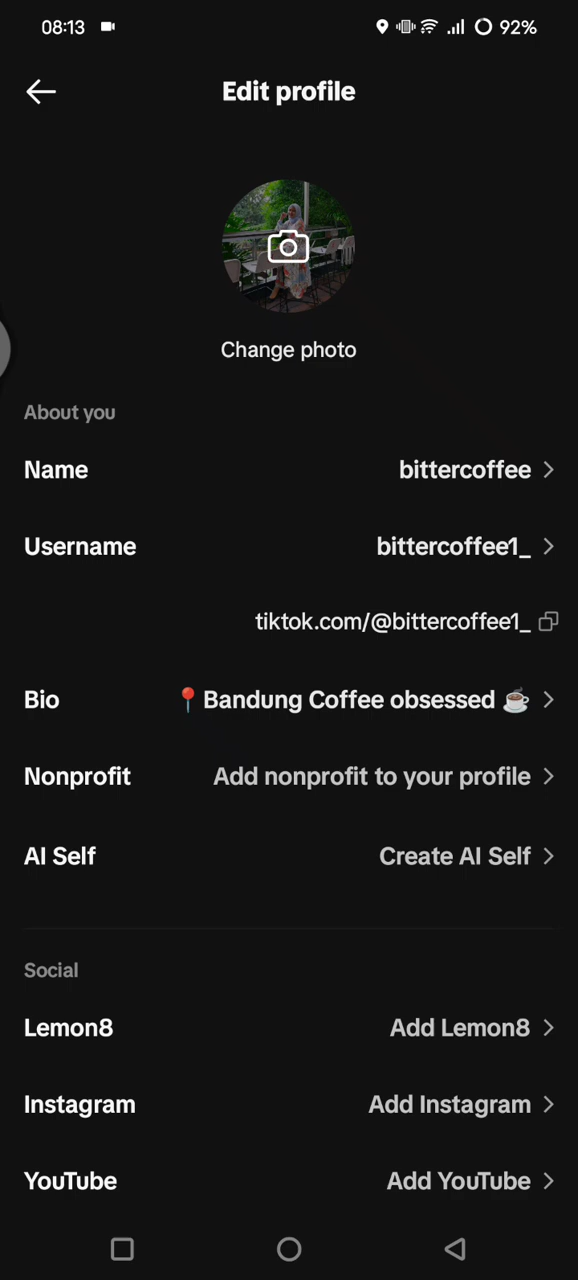 08:13 92%
Edit profile
Change photo
About you
Name bittercoffee
Username bittercoffee1_
tiktok.com/@bittercoffee1_
Bio 📍Bandung Coffee obsessed ☕
Nonprofit Add nonprofit to your profile
AI Self Create AI Self
Social
Lemon8 Add Lemon8
Instagram Add Instagram
YouTube Add YouTube